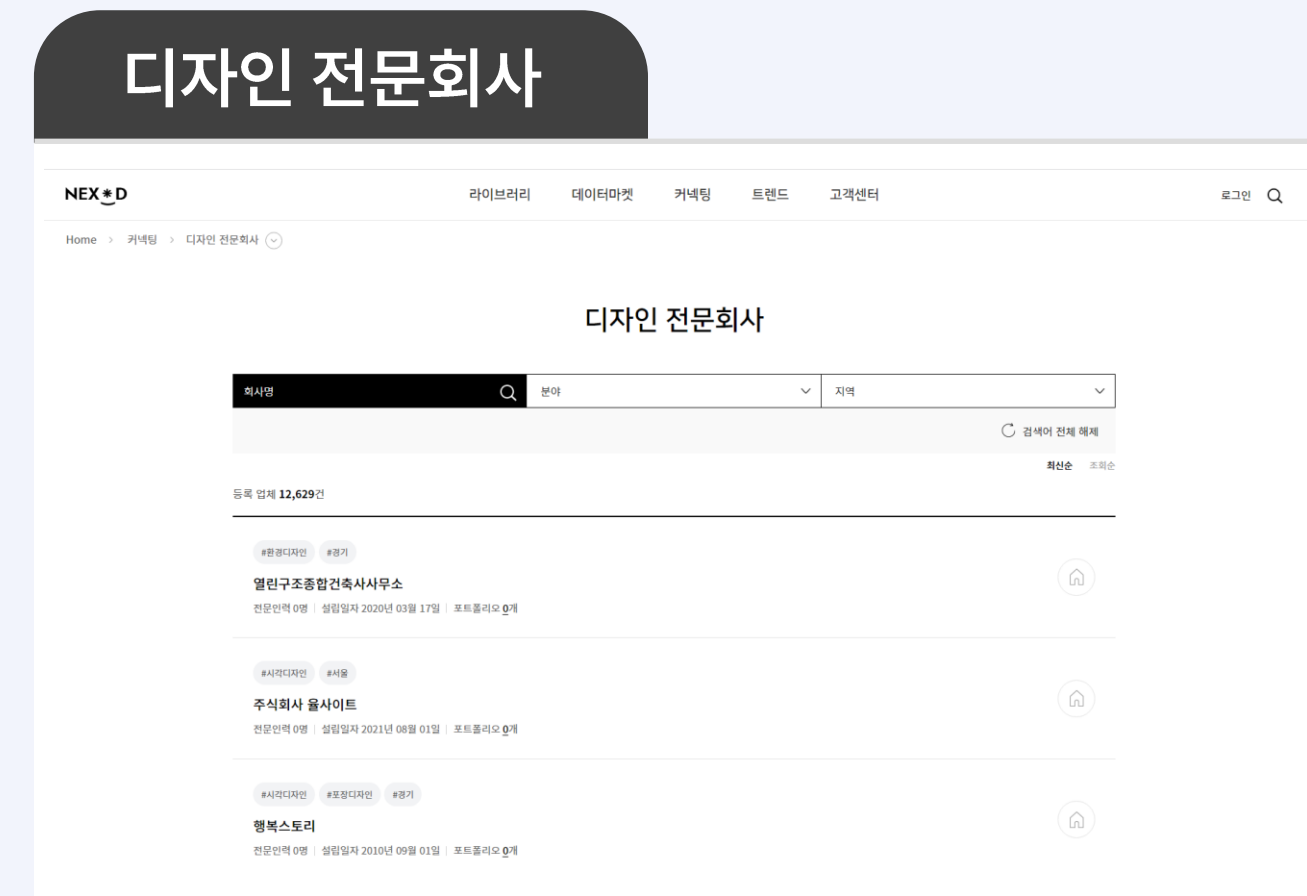 디자인 전문회사
NEX*D 라이브러리 데이터마켓 커넥팅 트렌드 고객센터 로그인
Home > 커넥팅 > 디자인 전문회사
디자인 전문회사
회사명 분야 지역
검색어 전체 해제
최신순 조회순
등록 업체 12,629건
#환경디자인 #경기
열린구조종합건축사사무소
전문인력 0명 | 설립일자 2020년 03월 17일 | 포트폴리오 0개
#시각디자인 #서울
주식회사 율사이트
전문인력 0명 | 설립일자 2021년 08월 01일 | 포트폴리오 0개
#시각디자인 #포장디자인 #경기
행복스토리
전문인력 0명 | 설립일자 2010년 09월 01일 | 포트폴리오 0개